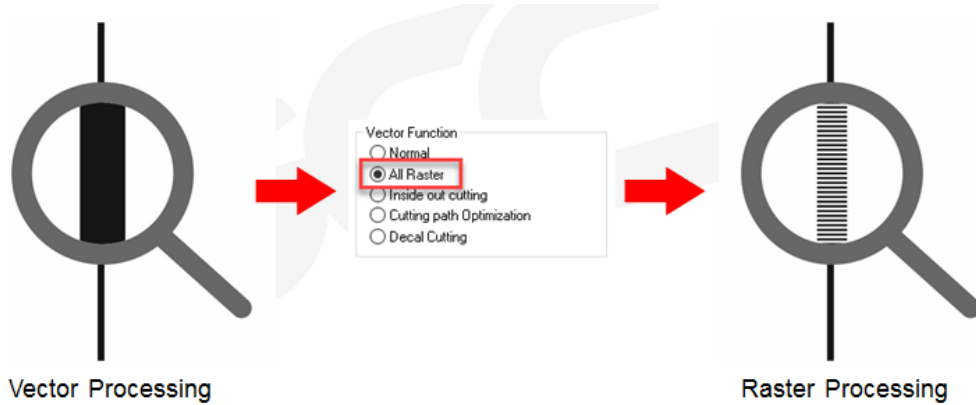 Vector Function
Normal
All Raster
Inside out cutting
Cutting path Optimization
Decal Cutting
Vector Processing
Raster Processing